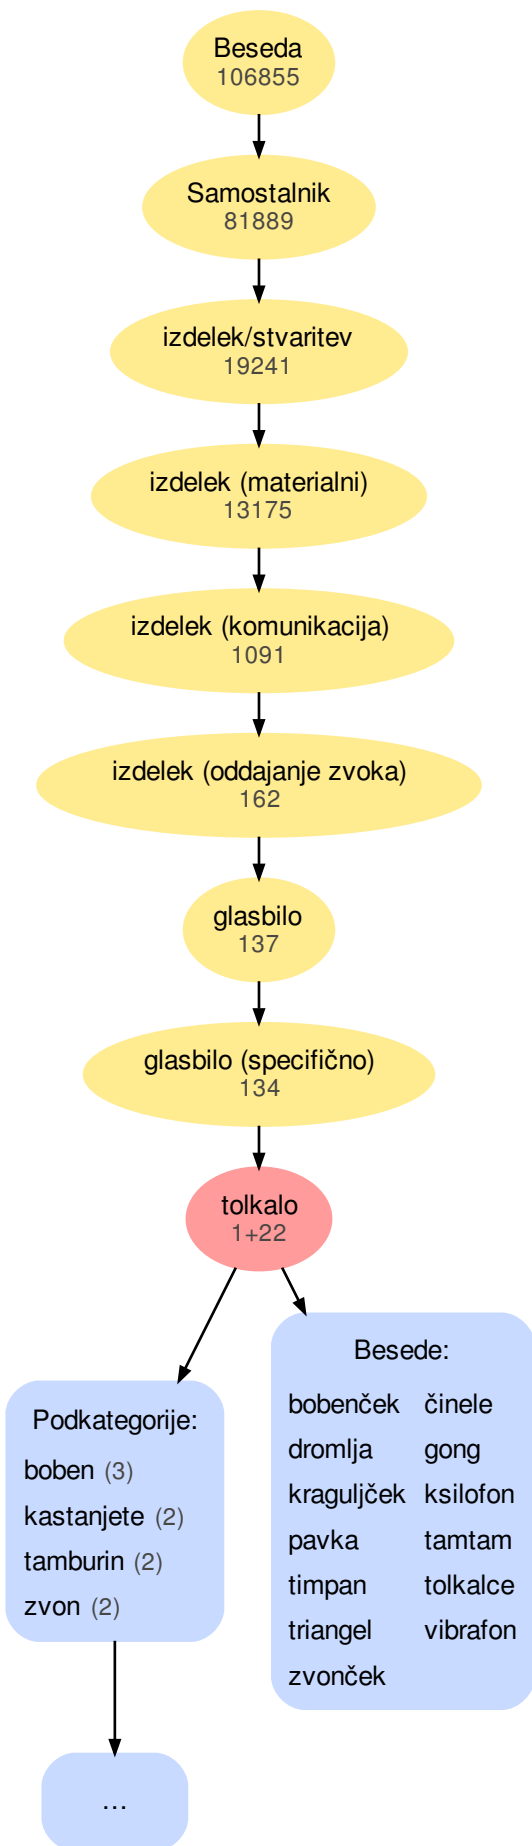 Beseda
106855
Samostalnik
81889
izdelek/stvaritev
19241
izdelek (materialni)
13175
izdelek (komunikacija)
1091
izdelek (oddajanje zvoka)
162
glasbilo
137
glasbilo (specifično)
134
tolkalo
1+22
Podkategorije:
boben (3)
kastanjete (2)
tamburin (2)
zvon (2)
...
Besede:
bobenček činele
dromlja gong
kraguljček ksilofon
pavka tamtam
timpan tolkalce
triangel vibrafon
zvonček